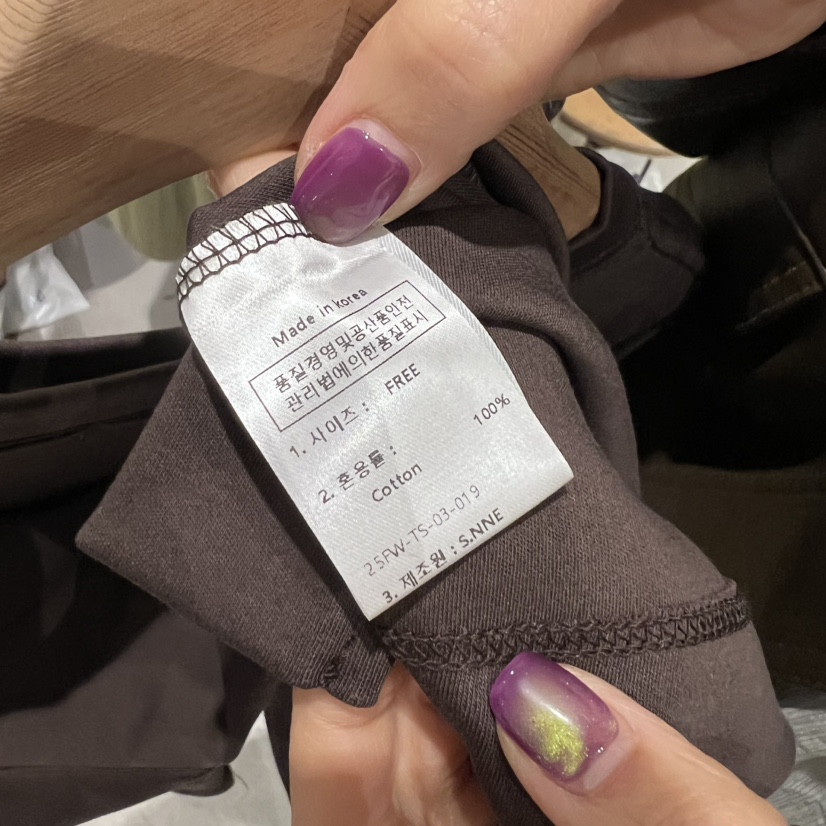 Made in korea
품질경영및공산품안전
관리법에의한품질표시
1. 사이즈 : FREE
2. 혼용률 :
Cotton 100%
25FW-TS-03-019
3. 제조원 : S.NNE